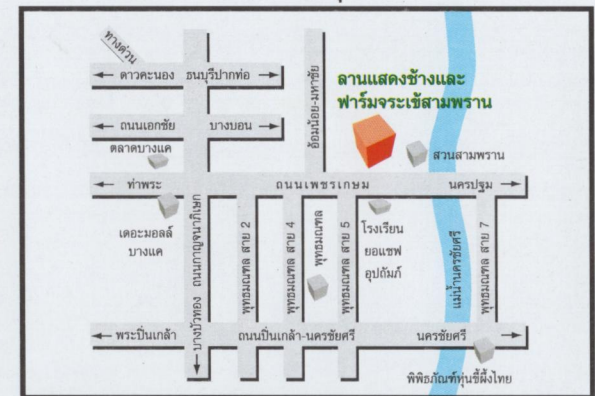 ทางด่วน
← ดาวคะนอง ธนบุรีปากท่อ →
← ถนนเอกชัย บางบอน →
ตลาดบางแค
อ้อมน้อย-มหาชัย
ลานแสดงช้างและ
ฟาร์มจระเข้สามพราน
สวนสามพราน
← ท่าพระ ถนนเพชรเกษม นครปฐม →
เดอะมอลล์
บางแค
บางบัวทอง ถนนกาญจนาภิเษก
พุทธมณฑล สาย 2
พุทธมณฑล สาย 4
พุทธมณฑล
พุทธมณฑล สาย 5
โรงเรียน
ยอแซฟ
อุปถัมภ์
แม่น้ำนครชัยศรี
พุทธมณฑล สาย 7
← พระปิ่นเกล้า ถนนปิ่นเกล้า-นครชัยศรี นครชัยศรี →
พิพิธภัณฑ์หุ่นขี้ผึ้งไทย